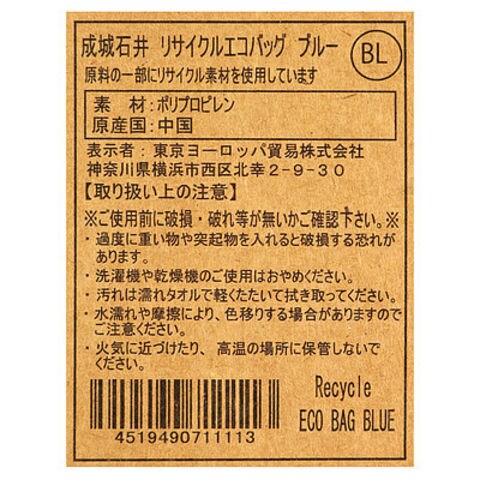 成城石井 リサイクルエコバッグ ブルー BL
原料の一部にリサイクル素材を使用しています
素　材：ポリプロピレン
原産国：中国
表示者：東京ヨーロッパ貿易株式会社
神奈川県横浜市西区北幸2-9-30
【取り扱い上の注意】
※ご使用前に破損・破れ等が無いかご確認下さい。
・過度に重い物や突起物を入れると破損する恐れが
あります。
・洗濯機や乾燥機のご使用はおやめください。
・汚れは濡れタオルで軽くたたいて拭き取ってください。
・水濡れや摩擦により、色移りする場合がありますので
ご注意ください。
・火気に近づけたり、高温の場所に保管しないで
ください。
Recycle
ECO BAG BLUE
4519490711113